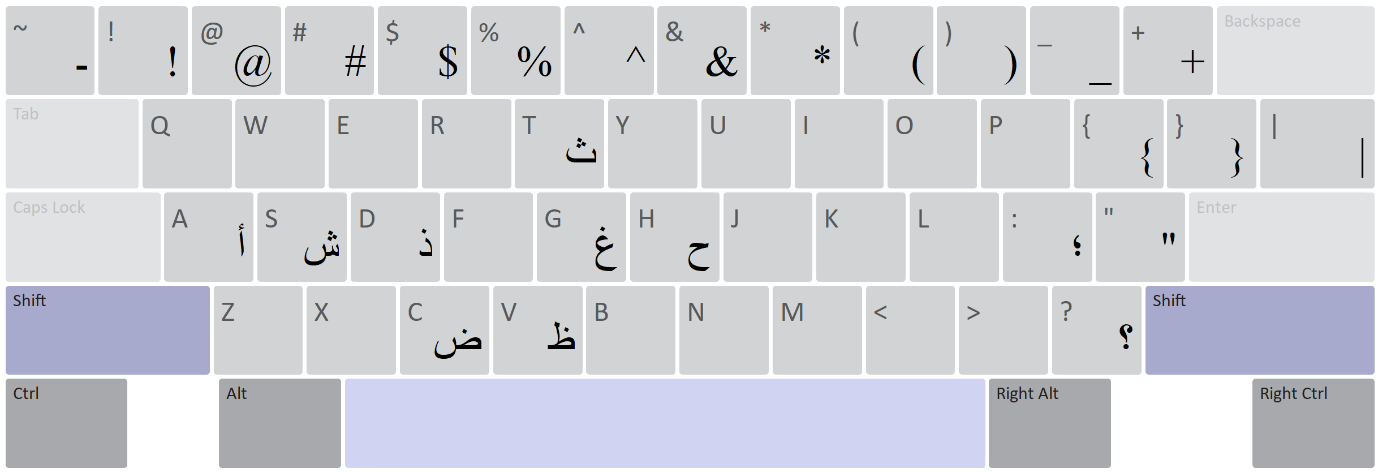 ~ - ! ! @ @ # # $ $ % % ^ ^ & & * * ( ( ) ) _ _ + + Backspace
Tab Q W E R T ث Y U I O P { { } } | |
Caps Lock A أ S ش D ذ F G غ H ح J K L : ؛ " " Enter
Shift Z X C ض V ظ B N M < > ? ؟ Shift
Ctrl Alt Right Alt Right Ctrl